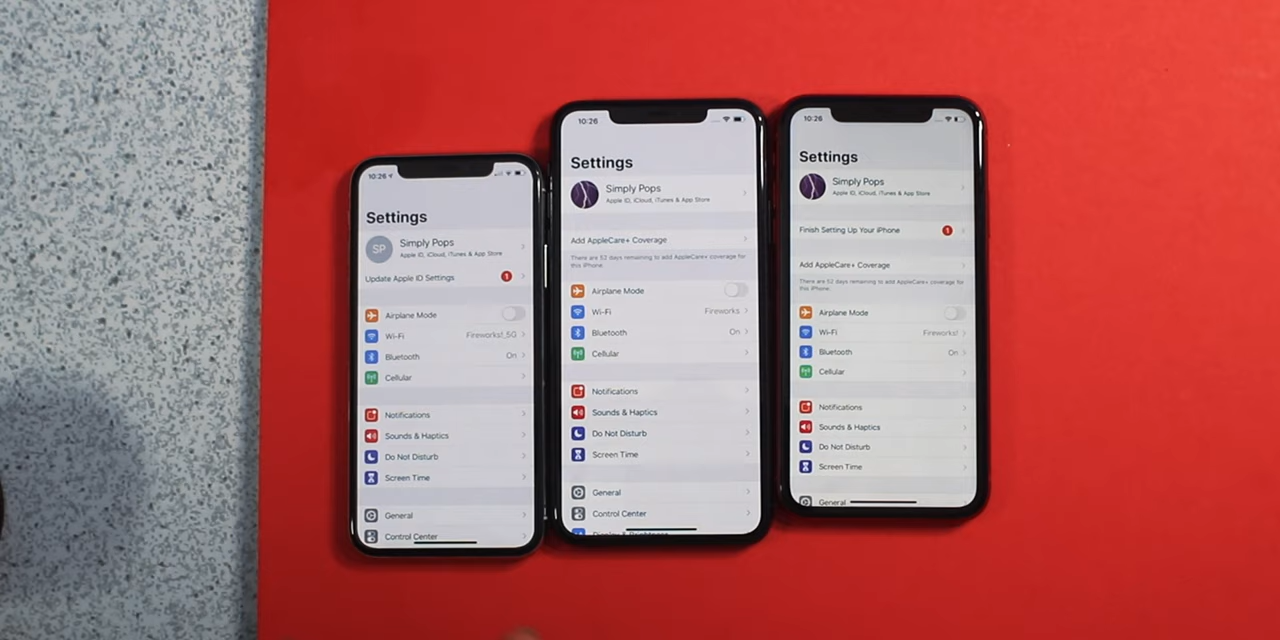 10:26
Settings
SP
Simply Pops
Apple ID, iCloud, iTunes & App Store
Update Apple ID Settings
1
Airplane Mode
Wi-Fi
Fireworks!_5G
Bluetooth
On
Cellular
Notifications
Sounds & Haptics
Do Not Disturb
Screen Time
General
Control Center
10:26
Settings
Simply Pops
Apple ID, iCloud, iTunes & App Store
Add AppleCare+ Coverage
There are 52 days remaining to add AppleCare+ coverage for
this iPhone.
Airplane Mode
Wi-Fi
Fireworks
Bluetooth
On
Cellular
Notifications
Sounds & Haptics
Do Not Disturb
Screen Time
General
Control Center
Display & Brightness
10:26
Settings
Simply Pops
Apple ID, iCloud, iTunes & App Store
Finish Setting Up Your iPhone
1
Add AppleCare+ Coverage
There are 52 days remaining to add AppleCare+ coverage for
this iPhone.
Airplane Mode
Wi-Fi
Fireworks!
Bluetooth
On
Cellular
Notifications
Sounds & Haptics
Do Not Disturb
Screen Time
General